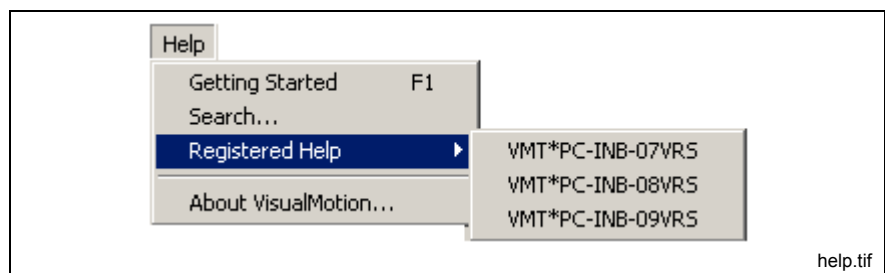 Help
Getting Started F1
Search...
Registered Help
VMT*PC-INB-07VRS
VMT*PC-INB-08VRS
VMT*PC-INB-09VRS
About VisualMotion...
help.tif